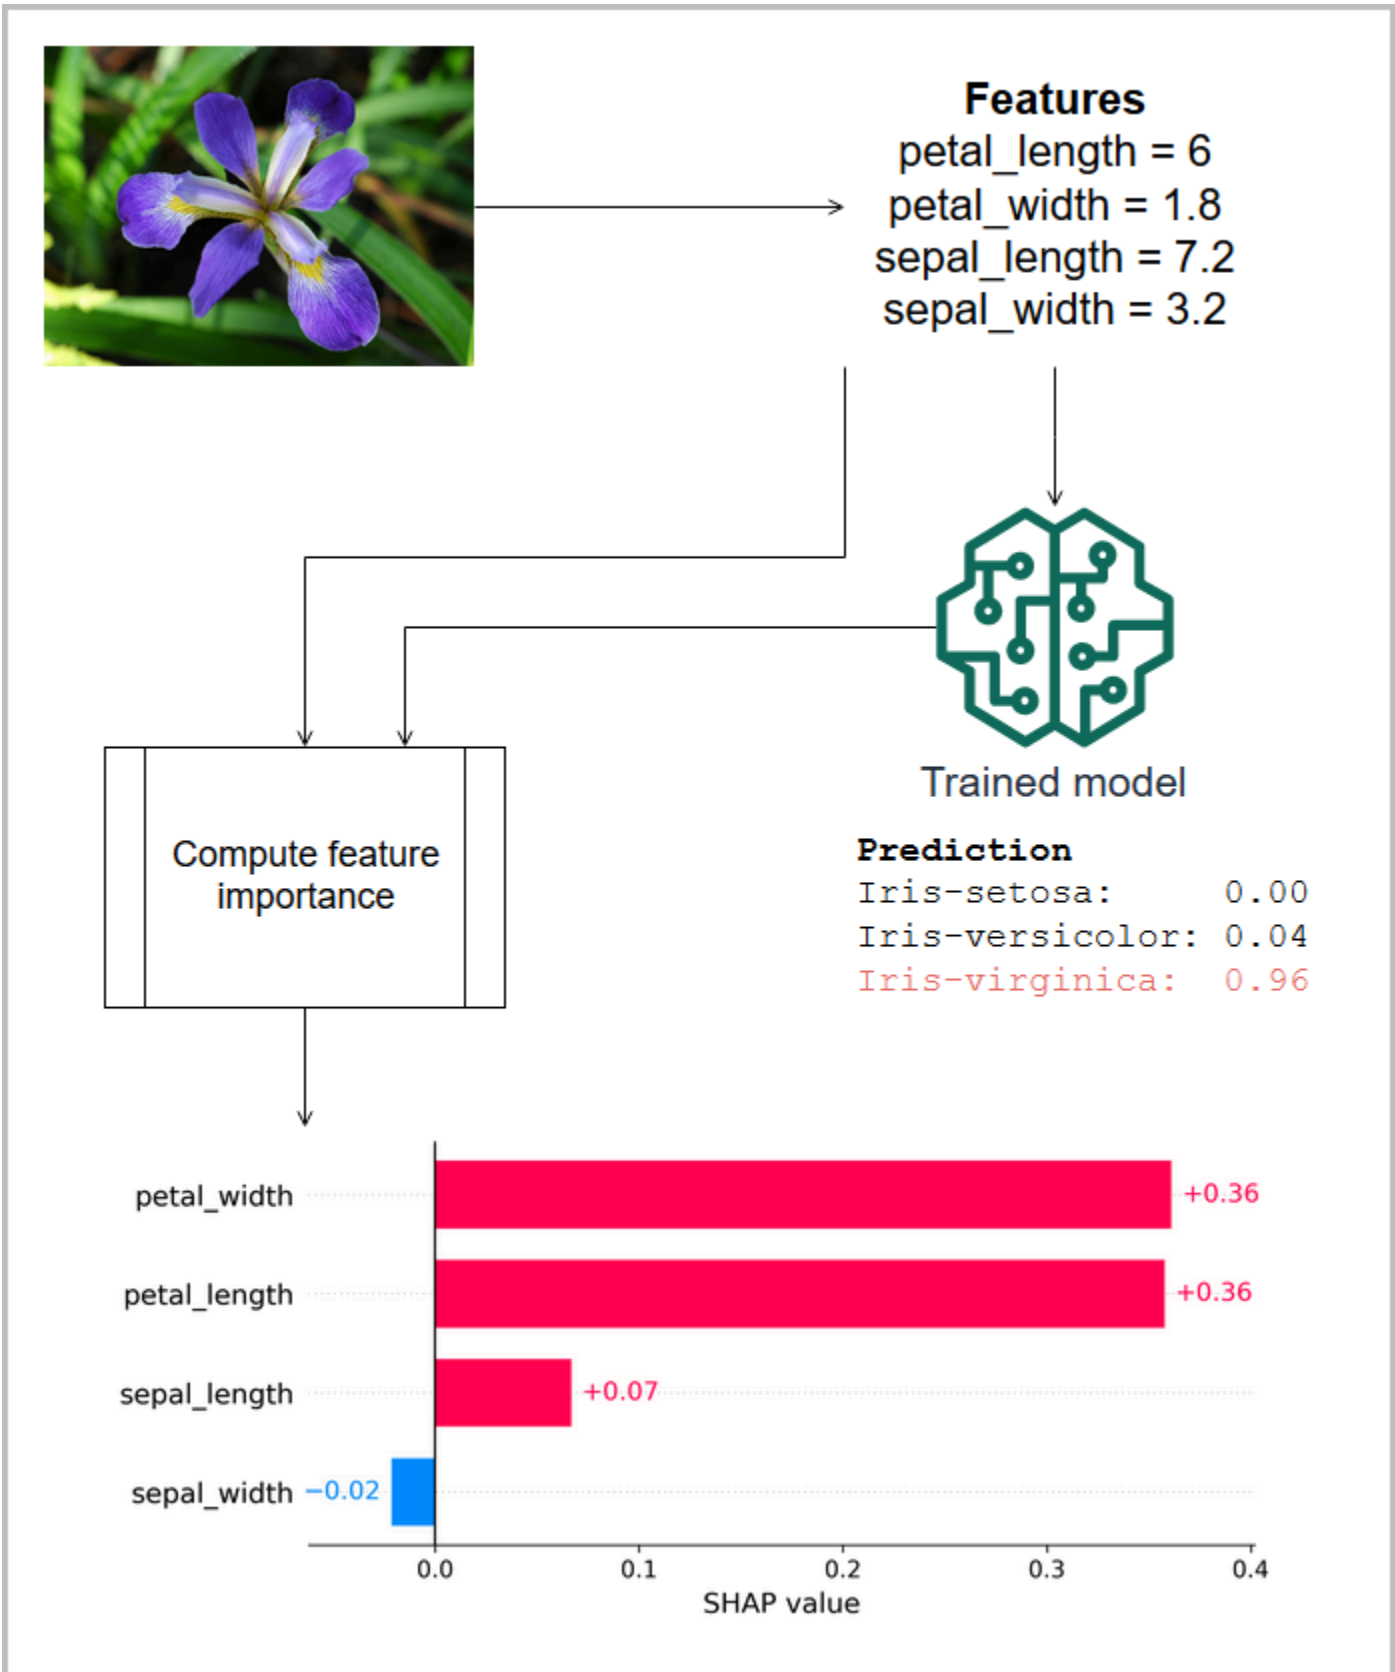 Features
petal_length = 6
petal_width = 1.8
sepal_length = 7.2
sepal_width = 3.2
Trained model
Prediction
Iris-setosa: 0.00
Iris-versicolor: 0.04
Iris-virginica: 0.96
Compute feature
importance
petal_width +0.36
petal_length +0.36
sepal_length +0.07
sepal_width −0.02
0.0 0.1 0.2 0.3 0.4
SHAP value